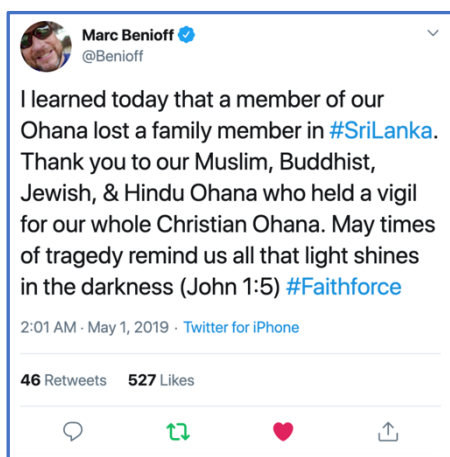 Marc Benioff
@Benioff
I learned today that a member of our
Ohana lost a family member in #SriLanka.
Thank you to our Muslim, Buddhist,
Jewish, & Hindu Ohana who held a vigil
for our whole Christian Ohana. May times
of tragedy remind us all that light shines
in the darkness (John 1:5) #Faithforce
2:01 AM · May 1, 2019 · Twitter for iPhone
46 Retweets 527 Likes